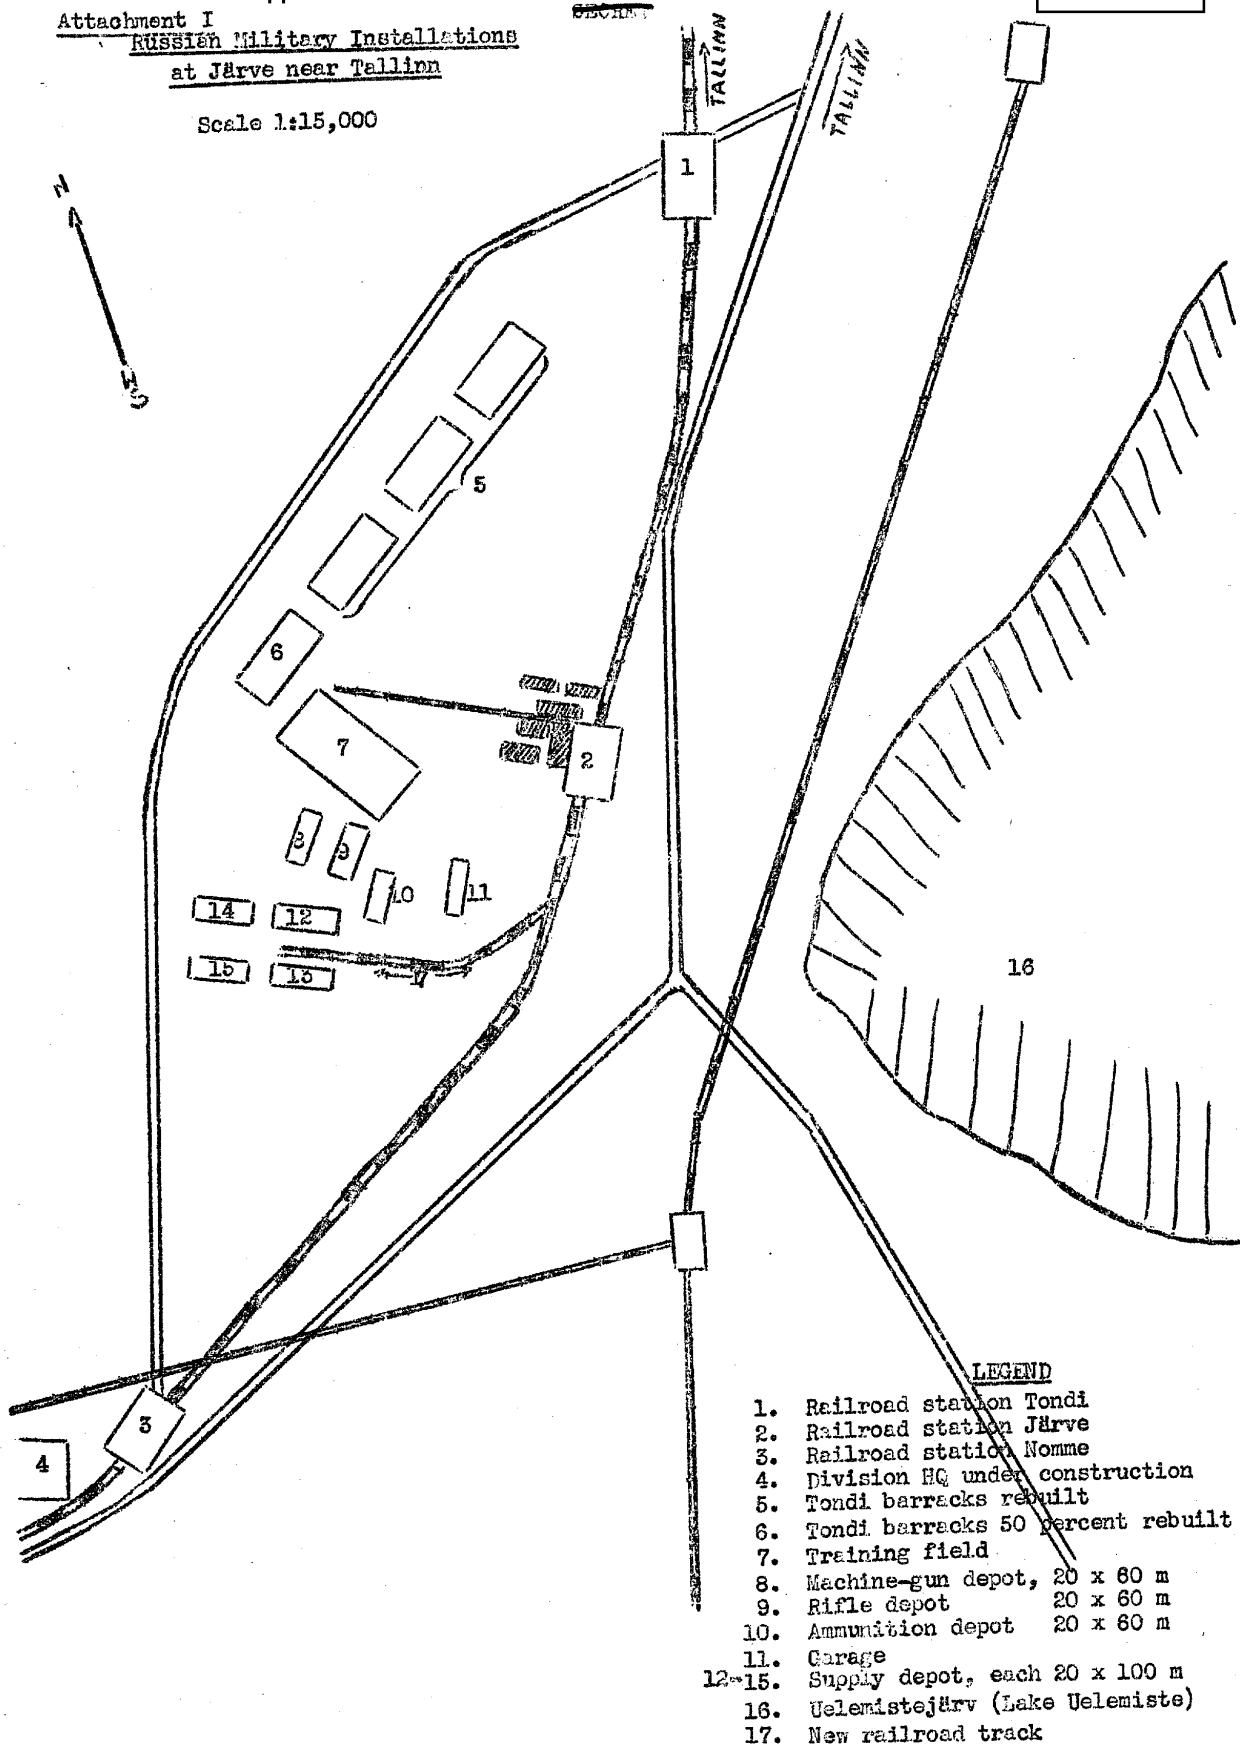 Attachment I
SECRET
Russian Military Installations
at Järve near Tallinn
Scale 1:15,000
TALLINN
TALLINN
N
1
5
6
7
2
8
9
10
11
14
12
15
13
17
16
3
4
LEGEND
1. Railroad station Tondi
2. Railroad station Järve
3. Railroad station Nomme
4. Division HQ under construction
5. Tondi barracks rebuilt
6. Tondi barracks 50 percent rebuilt
7. Training field
8. Machine-gun depot, 20 x 60 m
9. Rifle depot 20 x 60 m
10. Ammunition depot 20 x 60 m
11. Garage
12-15. Supply depot, each 20 x 100 m
16. Uelemistejärv (Lake Uelemiste)
17. New railroad track